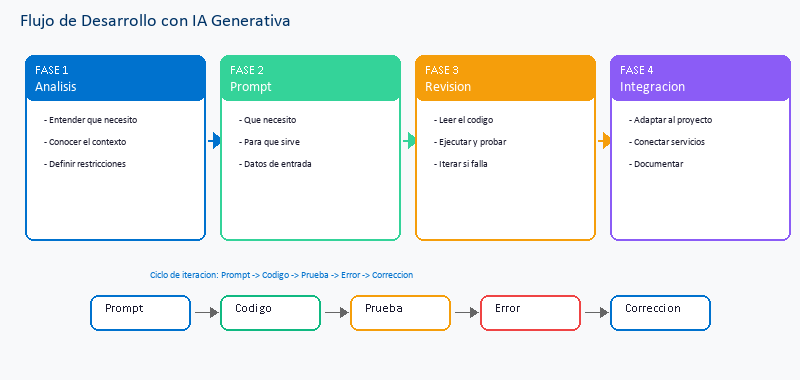 Flujo de Desarrollo con IA Generativa
FASE 1
Analisis
- Entender que necesito
- Conocer el contexto
- Definir restricciones
FASE 2
Prompt
- Que necesito
- Para que sirve
- Datos de entrada
FASE 3
Revision
- Leer el codigo
- Ejecutar y probar
- Iterar si falla
FASE 4
Integracion
- Adaptar al proyecto
- Conectar servicios
- Documentar
Ciclo de iteracion: Prompt -> Codigo -> Prueba -> Error -> Correccion
Prompt
Codigo
Prueba
Error
Correccion